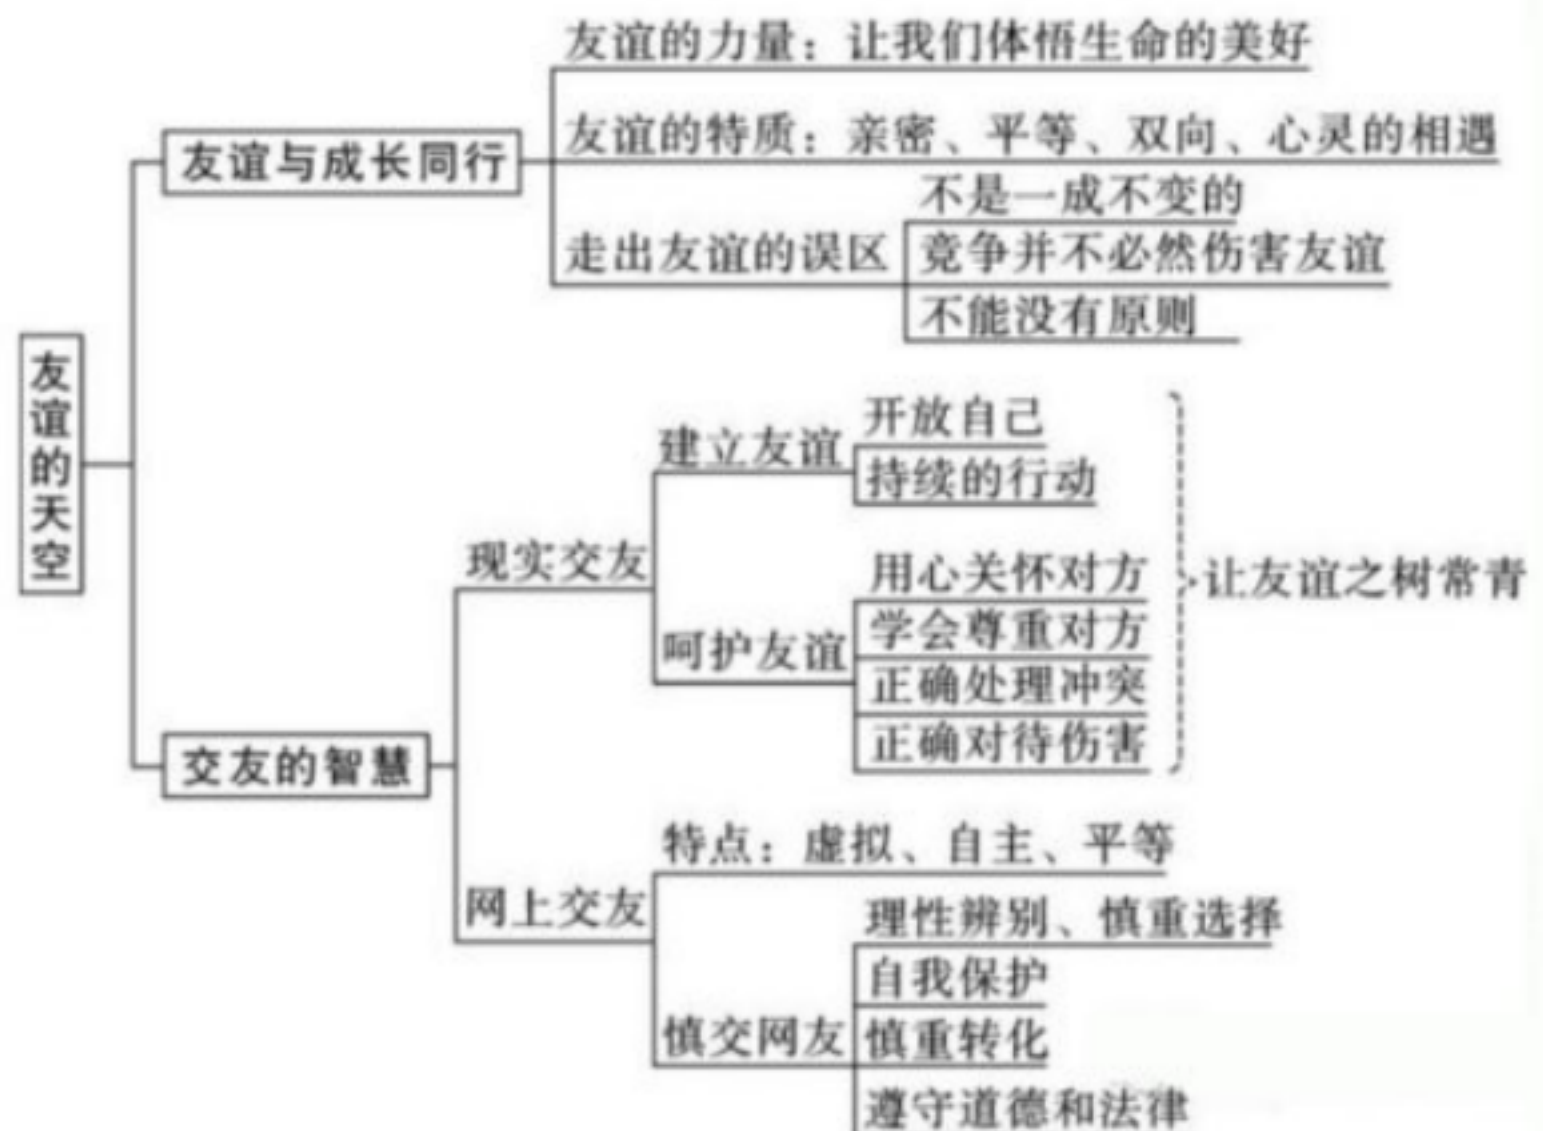 友谊的天空
友谊与成长同行
友谊的力量：让我们体悟生命的美好
友谊的特质：亲密、平等、双向、心灵的相遇
走出友谊的误区
不是一成不变的
竞争并不必然伤害友谊
不能没有原则
交友的智慧
现实交友
建立友谊
开放自己
持续的行动
呵护友谊
用心关怀对方
学会尊重对方
正确处理冲突
正确对待伤害
让友谊之树常青
网上交友
特点：虚拟、自主、平等
慎交网友
理性辨别、慎重选择
自我保护
慎重转化
遵守道德和法律